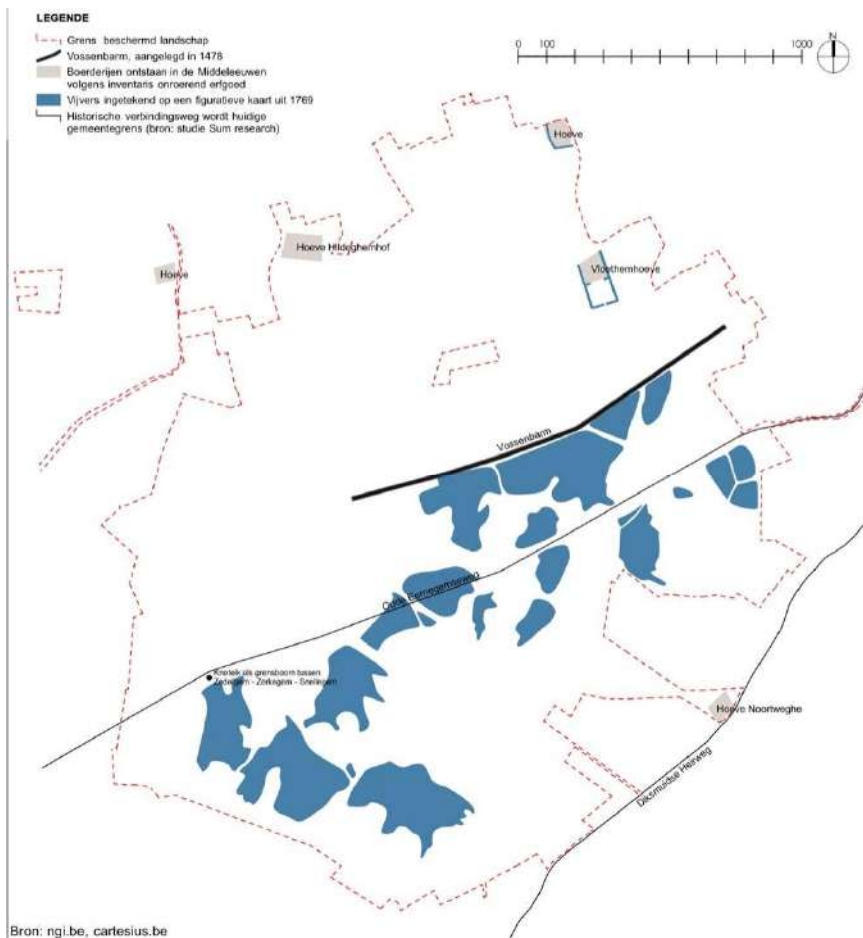 LEGENDE
Grens beschermd landschap
Vossenbarm, aangelegd in 1478
Boerderijen ontstaan in de Middeleeuwen
volgens inventaris onroerend erfgoed
Vijvers ingetekend op een figuratieve kaart uit 1769
Historische verbindingsweg wordt huidige
gemeentegrens (bron: studie Sum research)
0 100 1000
N
Hoeve
Hoeve Hildeghemhof
Hoeve
Vloethemhoeve
Vossenbarm
Oude Eernegemseweg
als grensboom tussen
Zedelgem - Zerkegem - Snellegem
Hoeve Noortweghe
Diksmuidse Heirweg
Bron: ngi.be, cartesius.be